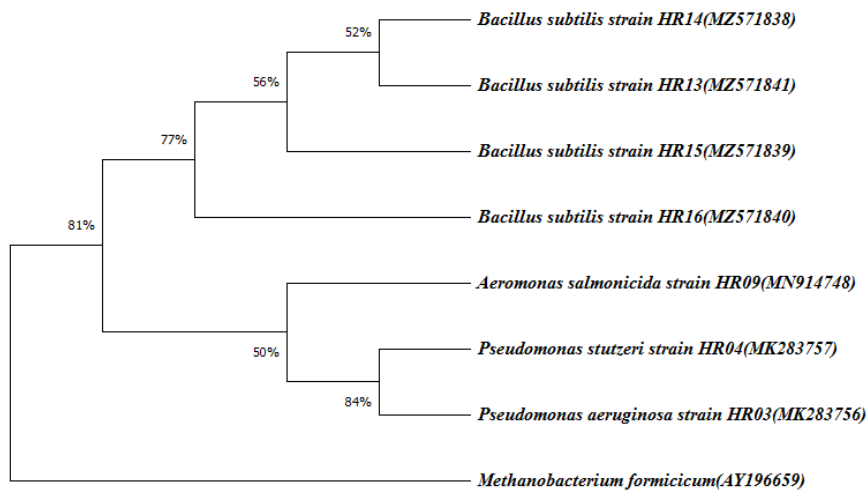 Bacillus subtilis strain HR14(MZ571838)
52%
Bacillus subtilis strain HR13(MZ571841)
56%
Bacillus subtilis strain HR15(MZ571839)
77%
Bacillus subtilis strain HR16(MZ571840)
81%
Aeromonas salmonicida strain HR09(MN914748)
50%
Pseudomonas stutzeri strain HR04(MK283757)
84%
Pseudomonas aeruginosa strain HR03(MK283756)
Methanobacterium formicicum(AY196659)